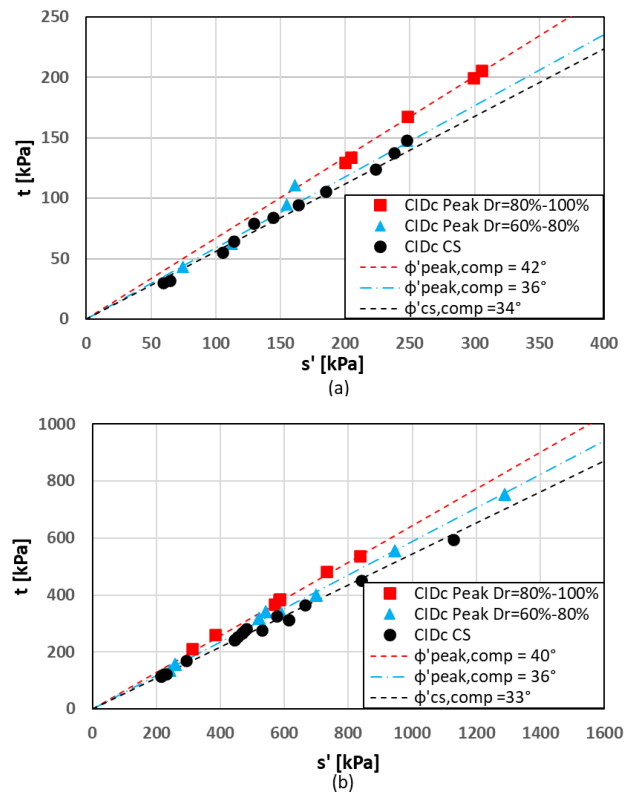 250
200
150
100
50
0
t [kPa]
CIDc Peak Dr=80%-100%
CIDc Peak Dr=60%-80%
CIDc CS
ϕ'peak,comp = 42°
ϕ'peak,comp = 36°
ϕ'cs,comp =34°
0 50 100 150 200 250 300 350 400
s' [kPa]
(a)
1000
800
600
400
200
0
t [kPa]
CIDc Peak Dr=80%-100%
CIDc Peak Dr=60%-80%
CIDc CS
ϕ'peak,comp = 40°
ϕ'peak,comp = 36°
ϕ'cs,comp =33°
0 200 400 600 800 1000 1200 1400 1600
s' [kPa]
(b)